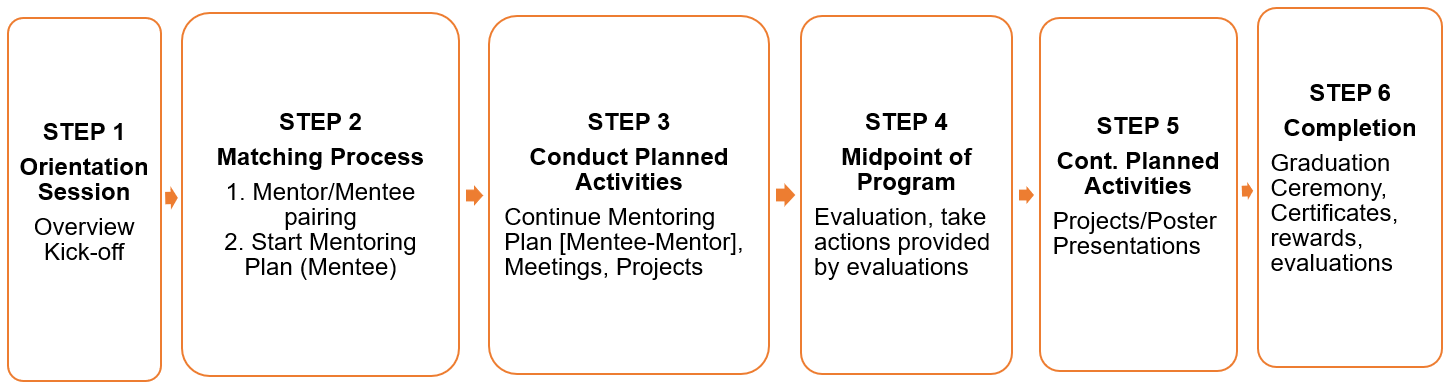 STEP 1
Orientation
Session
Overview
Kick-off
STEP 2
Matching Process
1. Mentor/Mentee
pairing
2. Start Mentoring
Plan (Mentee)
STEP 3
Conduct Planned
Activities
Continue Mentoring
Plan [Mentee-Mentor],
Meetings, Projects
STEP 4
Midpoint of
Program
Evaluation, take
actions provided
by evaluations
STEP 5
Cont. Planned
Activities
Projects/Poster
Presentations
STEP 6
Completion
Graduation
Ceremony,
Certificates,
rewards,
evaluations